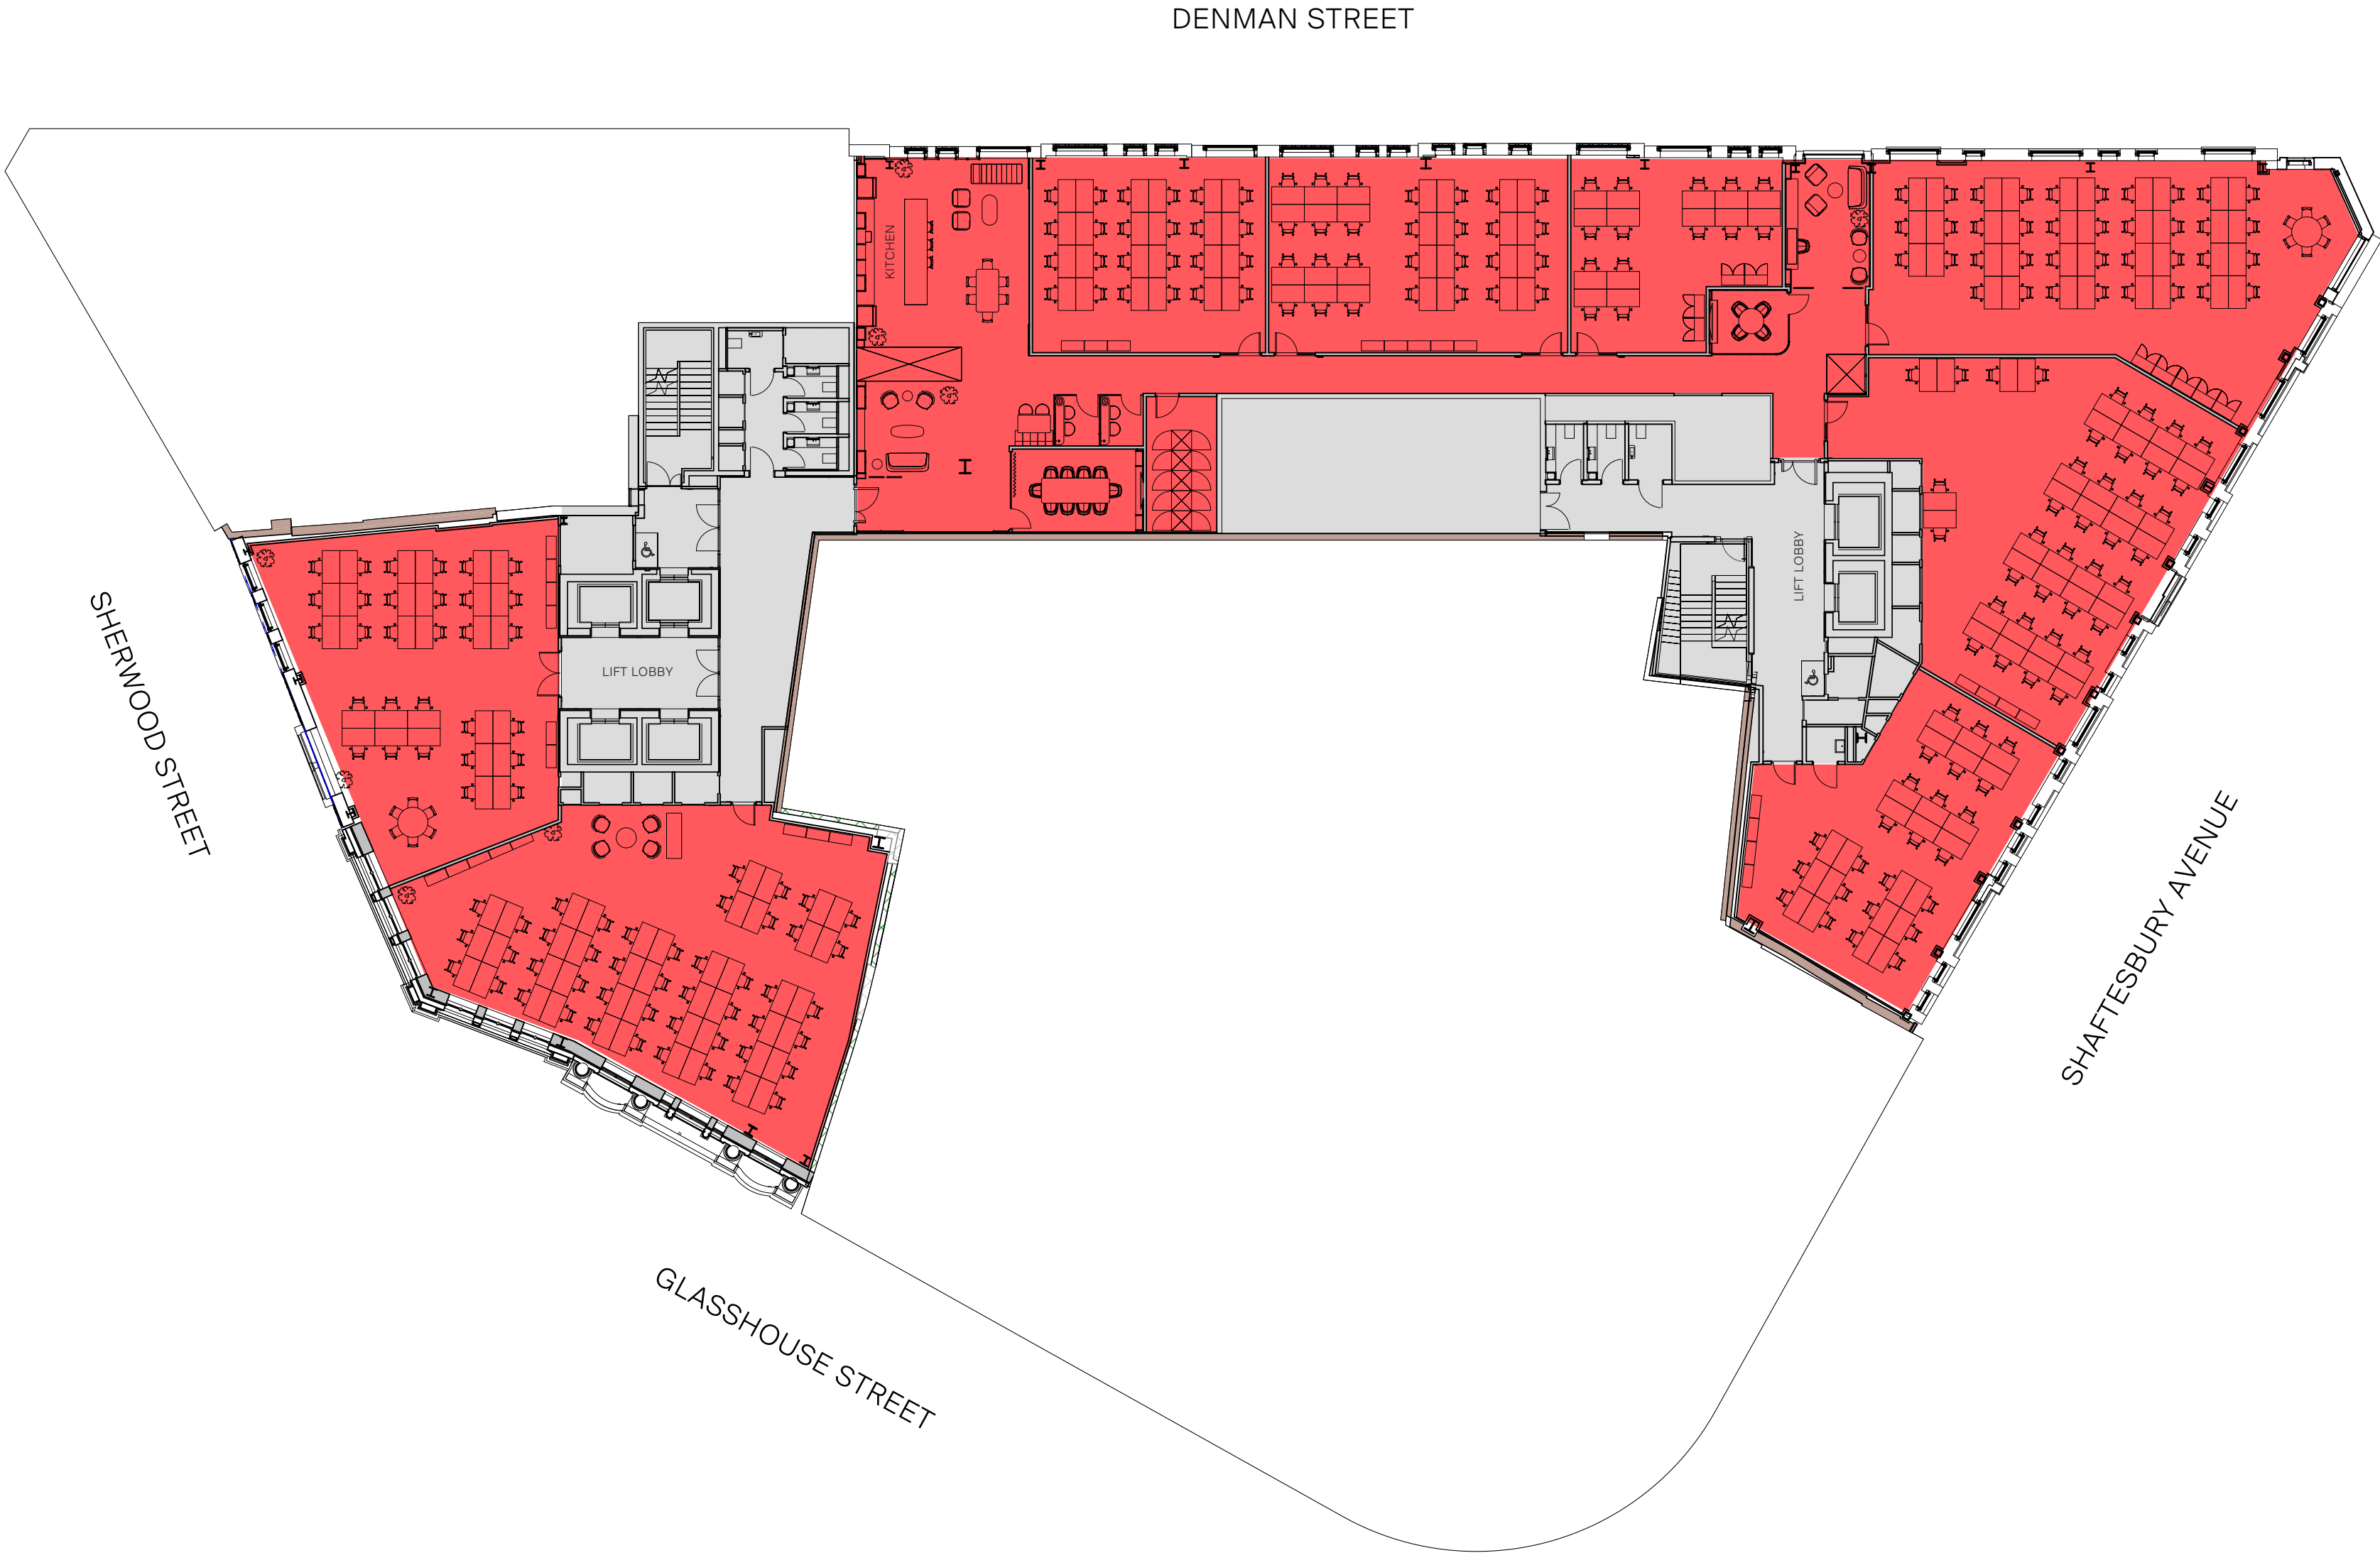 DENMAN STREET
KITCHEN
LIFT LOBBY
LIFT LOBBY
SHERWOOD STREET
SHAFTESBURY AVENUE
GLASSHOUSE STREET